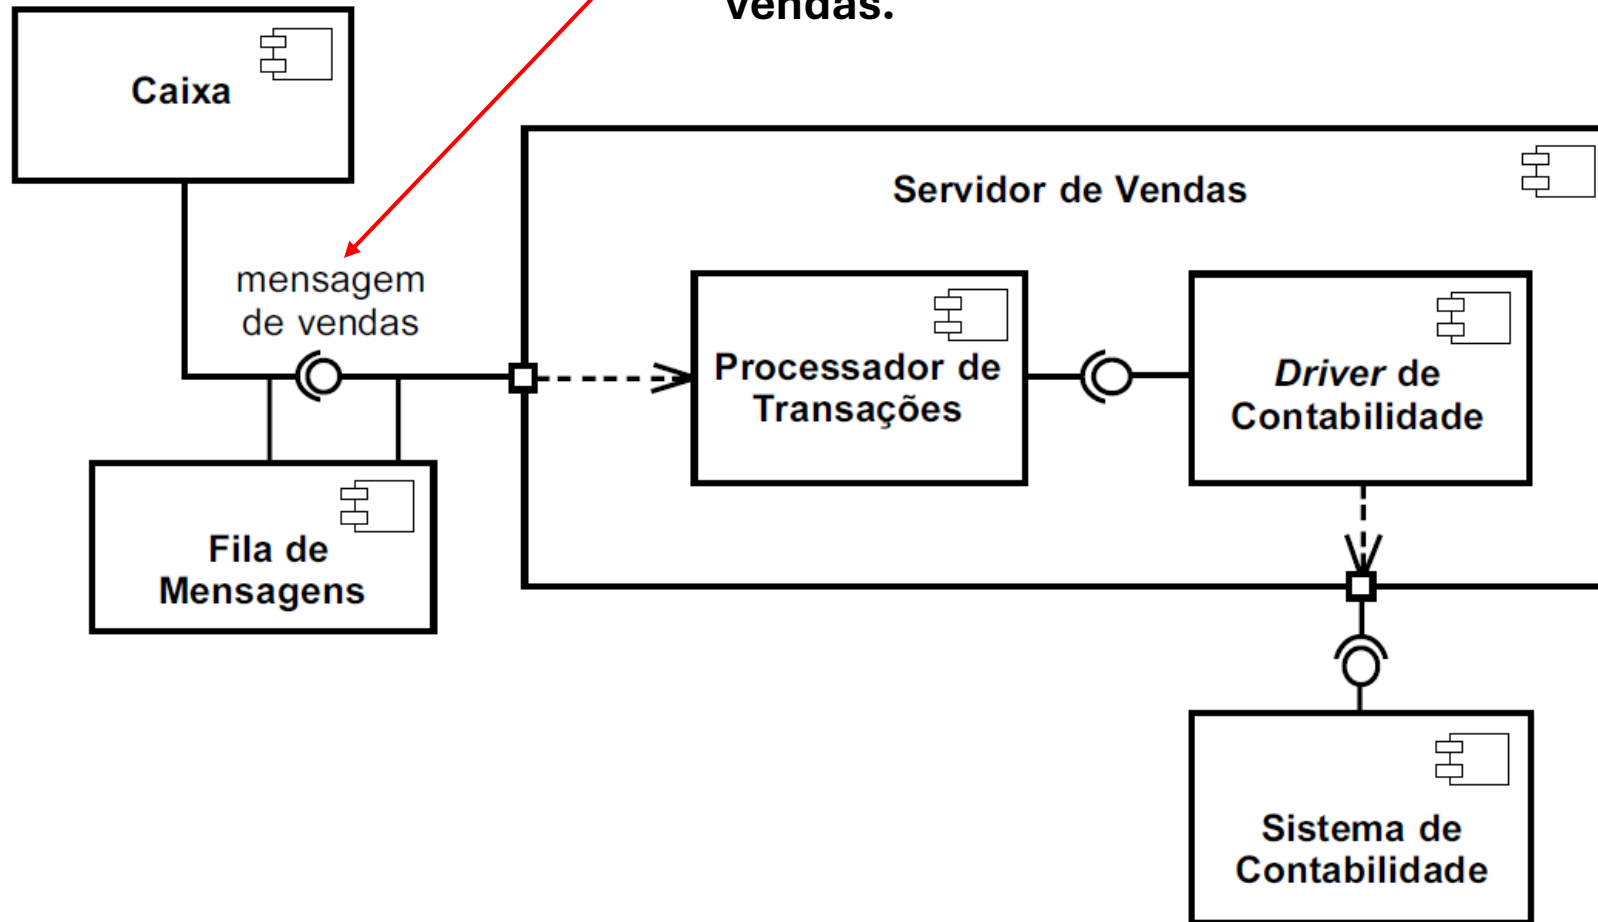 vendas.
Caixa
Servidor de Vendas
mensagem
de vendas
Processador de
Transações
Driver de
Contabilidade
Fila de
Mensagens
Sistema de
Contabilidade